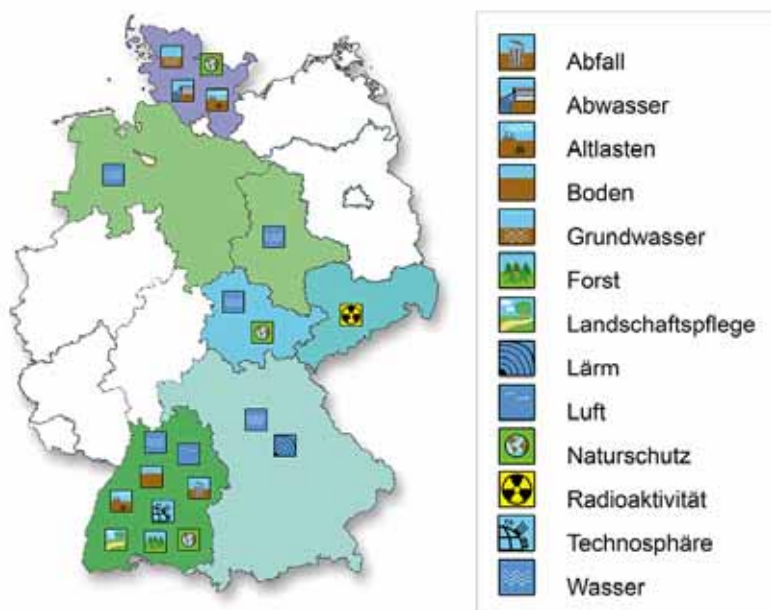 Abfall
Abwasser
Altlasten
Boden
Grundwasser
Forst
Landschaftspflege
Lärm
Luft
Naturschutz
Radioaktivität
Technosphäre
Wasser